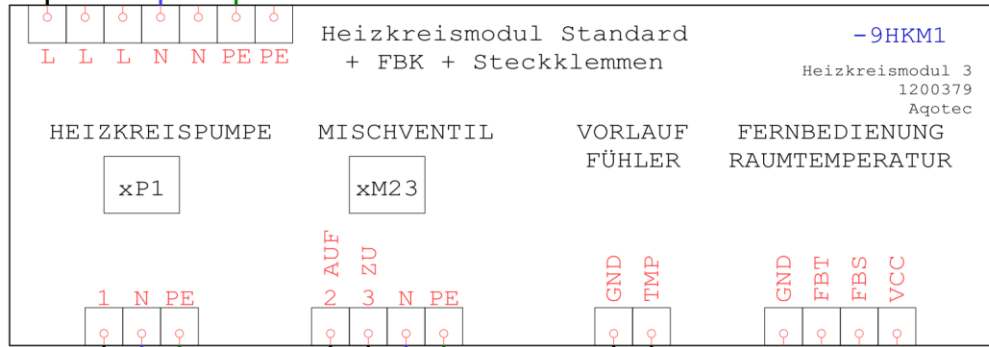 L L L N N PE PE
Heizkreismodul Standard
+ FBK + Steckklemmen
-9HKM1
Heizkreismodul 3
1200379
Aqotec
HEIZKREISPUMPE
xP1
MISCHVENTIL
xM23
VORLAUF
FÜHLER
FERNBEDIENUNG
RAUMTEMPERATUR
1 N PE
AUF ZU
2 3 N PE
GND TMP
GND FBT FBS VCC